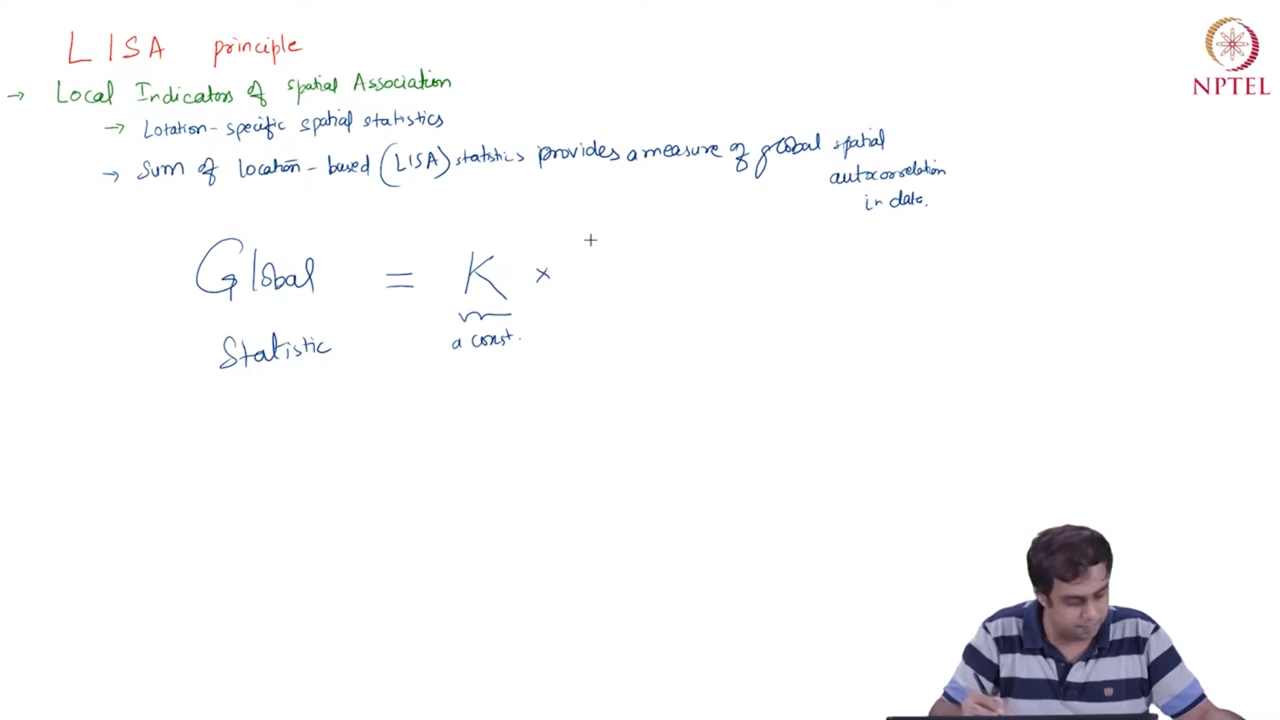 LISA principle
NPTEL
→ Local Indicators of spatial Association
→ Lotation-specific spatial statistics
→ Sum of location-based (LISA) statistics provides a measure of global spatial
autocorrelation
in data.
Global = K ×
a const.
Statistic